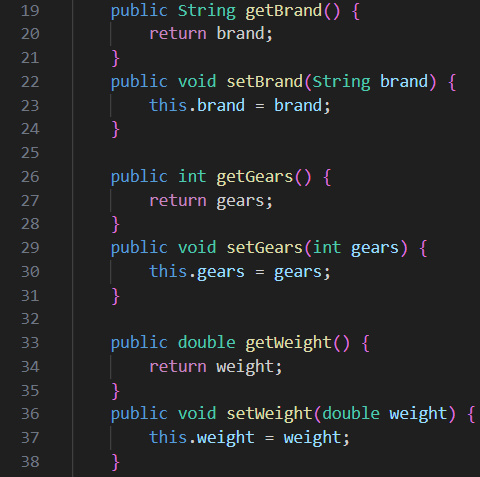 19 public String getBrand() {
20 return brand;
21 }
22 public void setBrand(String brand) {
23 this.brand = brand;
24 }
25
26 public int getGears() {
27 return gears;
28 }
29 public void setGears(int gears) {
30 this.gears = gears;
31 }
32
33 public double getWeight() {
34 return weight;
35 }
36 public void setWeight(double weight) {
37 this.weight = weight;
38 }